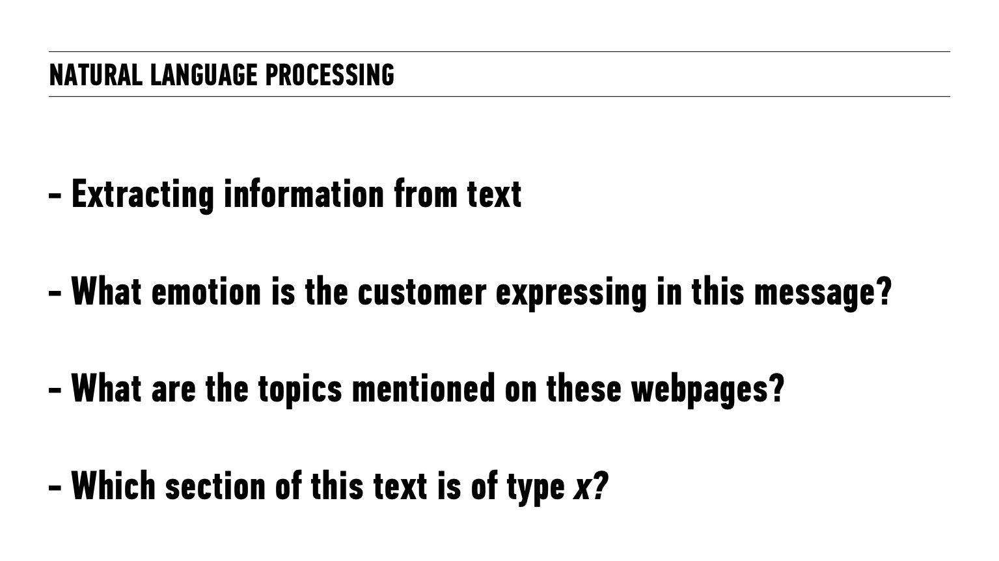 NATURAL LANGUAGE PROCESSING
– Extracting information from text
– What emotion is the customer expressing in this message?
– What are the topics mentioned on these webpages?
– Which section of this text is of type x?